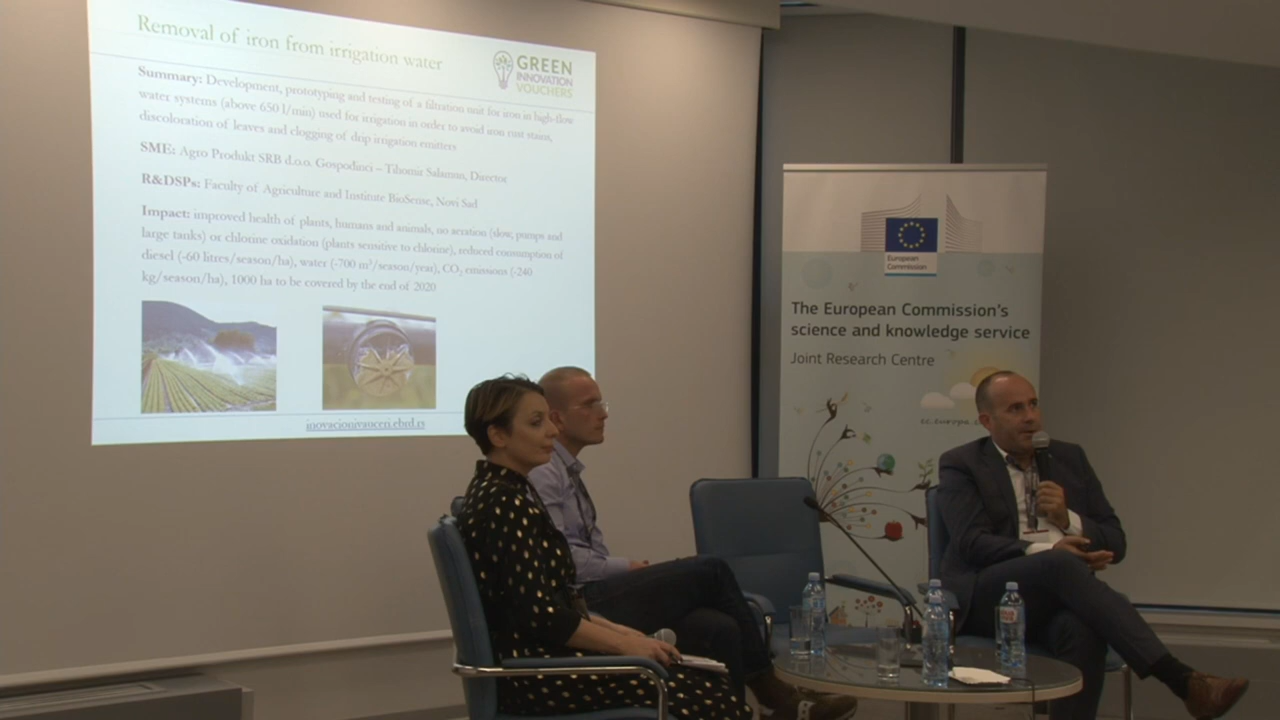 Removal of iron from irrigation water
GREEN
INNOVATION
VOUCHERS
Summary: Development, prototyping and testing of a filtration unit for iron in high-flow
water systems (above 650 l/min) used for irrigation in order to avoid iron rust stains,
discoloration of leaves and clogging of drip irrigation emitters
SME: Agro Produkt SRB d.o.o. Gospodinci – Tihomir Salamun, Director
R&DSPs: Faculty of Agriculture and Institute BioSense, Novi Sad
Impact: improved health of plants, humans and animals, no aeration (slow, pumps and
large tanks) or chlorine oxidation (plants sensitive to chlorine), reduced consumption of
diesel (-60 litres/season/ha), water (-700 m³/season/year), CO₂ emissions (-240
kg/season/ha), 1000 ha to be covered by the end of 2020
inovacionivauceri.ebrd.rs
European
Commission
The European Commission's
science and knowledge service
Joint Research Centre
ec.europa.